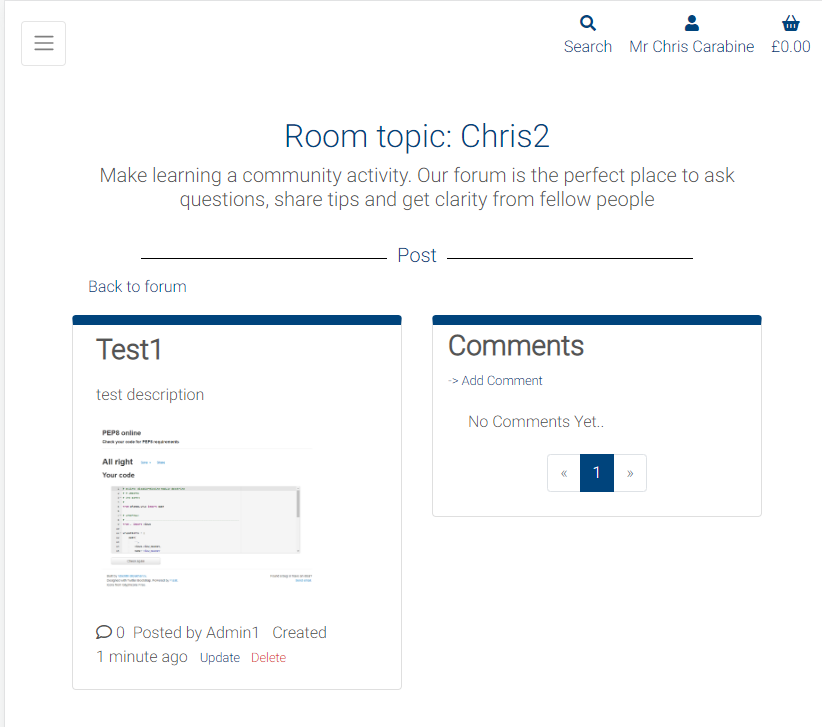 Search
Mr Chris Carabine
£0.00
Room topic: Chris2
Make learning a community activity. Our forum is the perfect place to ask
questions, share tips and get clarity from fellow people
Post
Back to forum
Test1
test description
PEP8 online
Check your code for PEP8 requirements
All right
Your code
0 Posted by Admin1 Created
1 minute ago Update Delete
Comments
-> Add Comment
No Comments Yet..
« 1 »